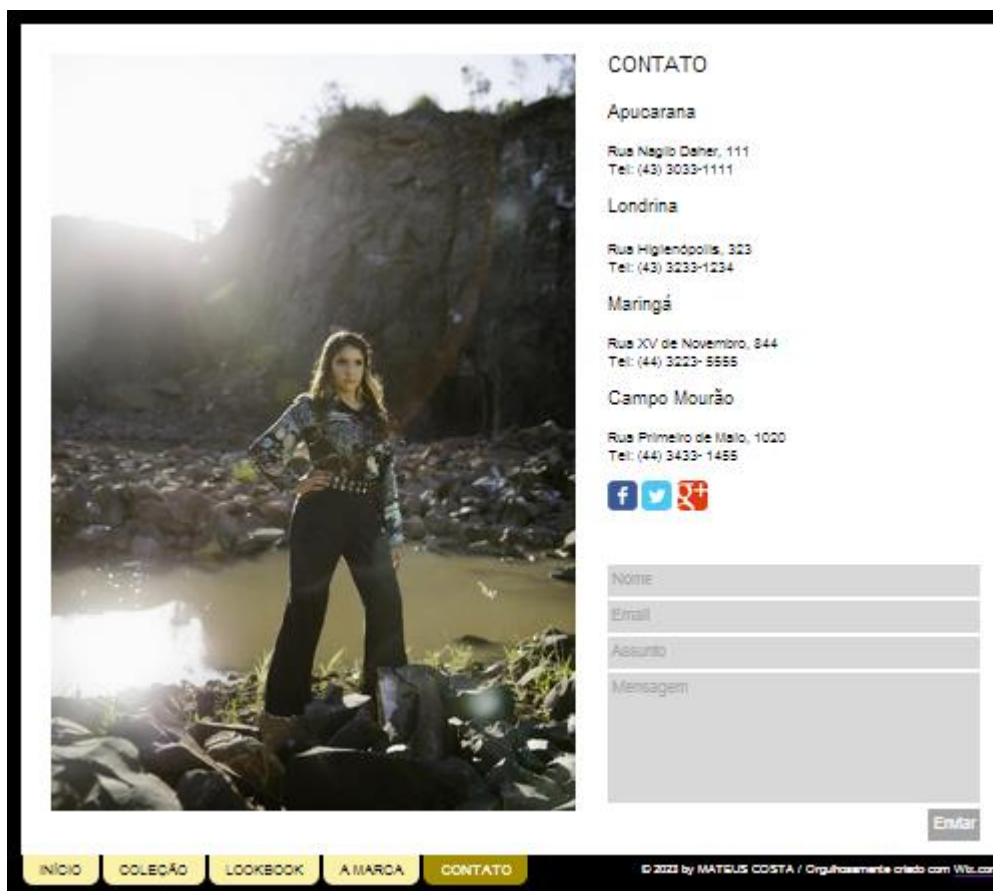 CONTATO
Apucarana
Rua Nagib Daher, 111
Tel: (43) 3033-1111
Londrina
Rua Higienópolis, 323
Tel: (43) 3233-1234
Maringá
Rua XV de Novembro, 844
Tel: (44) 3223- 5555
Campo Mourão
Rua Primeiro de Maio, 1020
Tel: (44) 3433- 1455
f g+
Nome
Email
Assunto
Mensagem
Enviar
INÍCIO COLEÇÃO LOOKBOOK A MARCA CONTATO © 2023 by MATEUS COSTA / Orgulhosamente criado com Wix.com